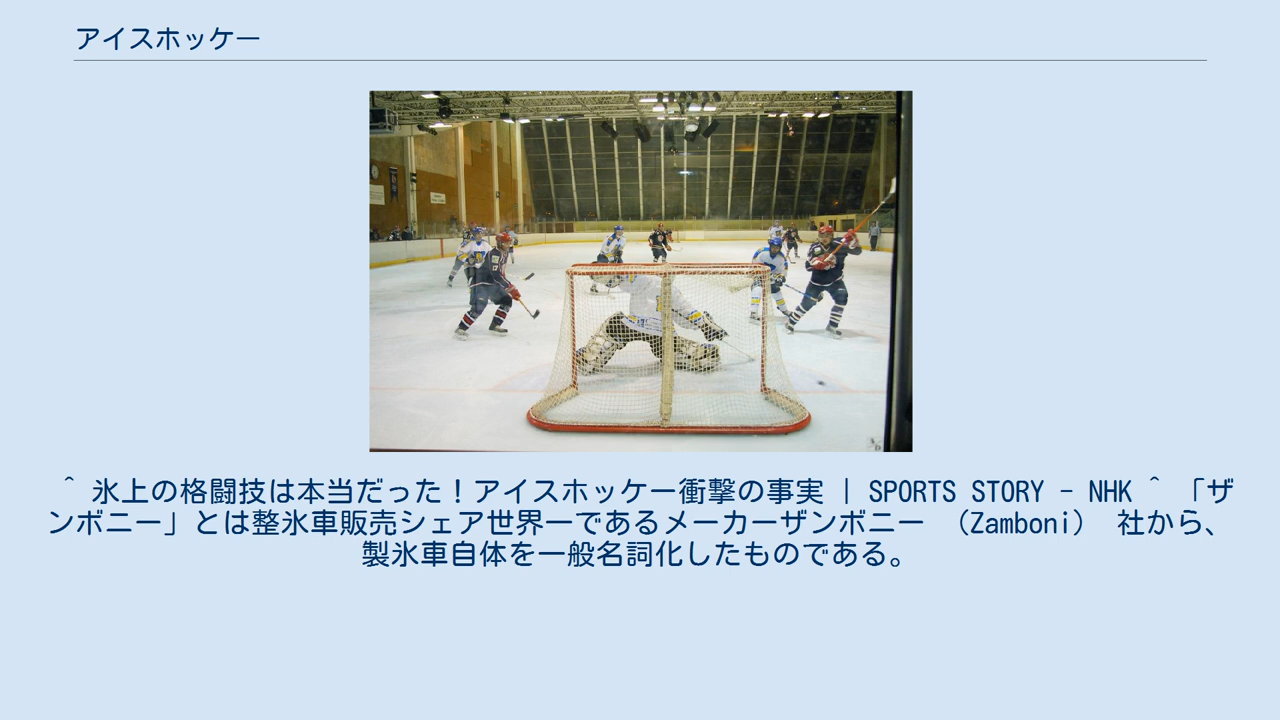 アイスホッケー
^ 氷上の格闘技は本当だった！アイスホッケー衝撃の事実 | SPORTS STORY - NHK ^ 「ザ
ンボニー」とは整氷車販売シェア世界一であるメーカーザンボニー （Zamboni） 社から、
製氷車自体を一般名詞化したものである。